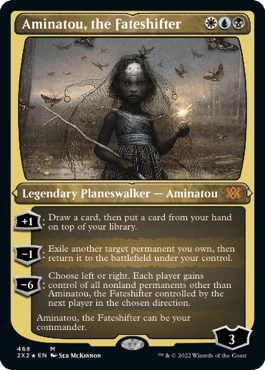 Aminatou, the Fateshifter
Legendary Planeswalker — Aminatou
+1: Draw a card, then put a card from your hand
on top of your library.
-1: Exile another target permanent you own, then
return it to the battlefield under your control.
-6: Choose left or right. Each player gains
control of all nonland permanents other than
Aminatou, the Fateshifter controlled by the
next player in the chosen direction.
Aminatou, the Fateshifter can be your
commander.
3
468 M
2X2 ★ EN Seb McKinnon
™ & © 2022 Wizards of the Coast